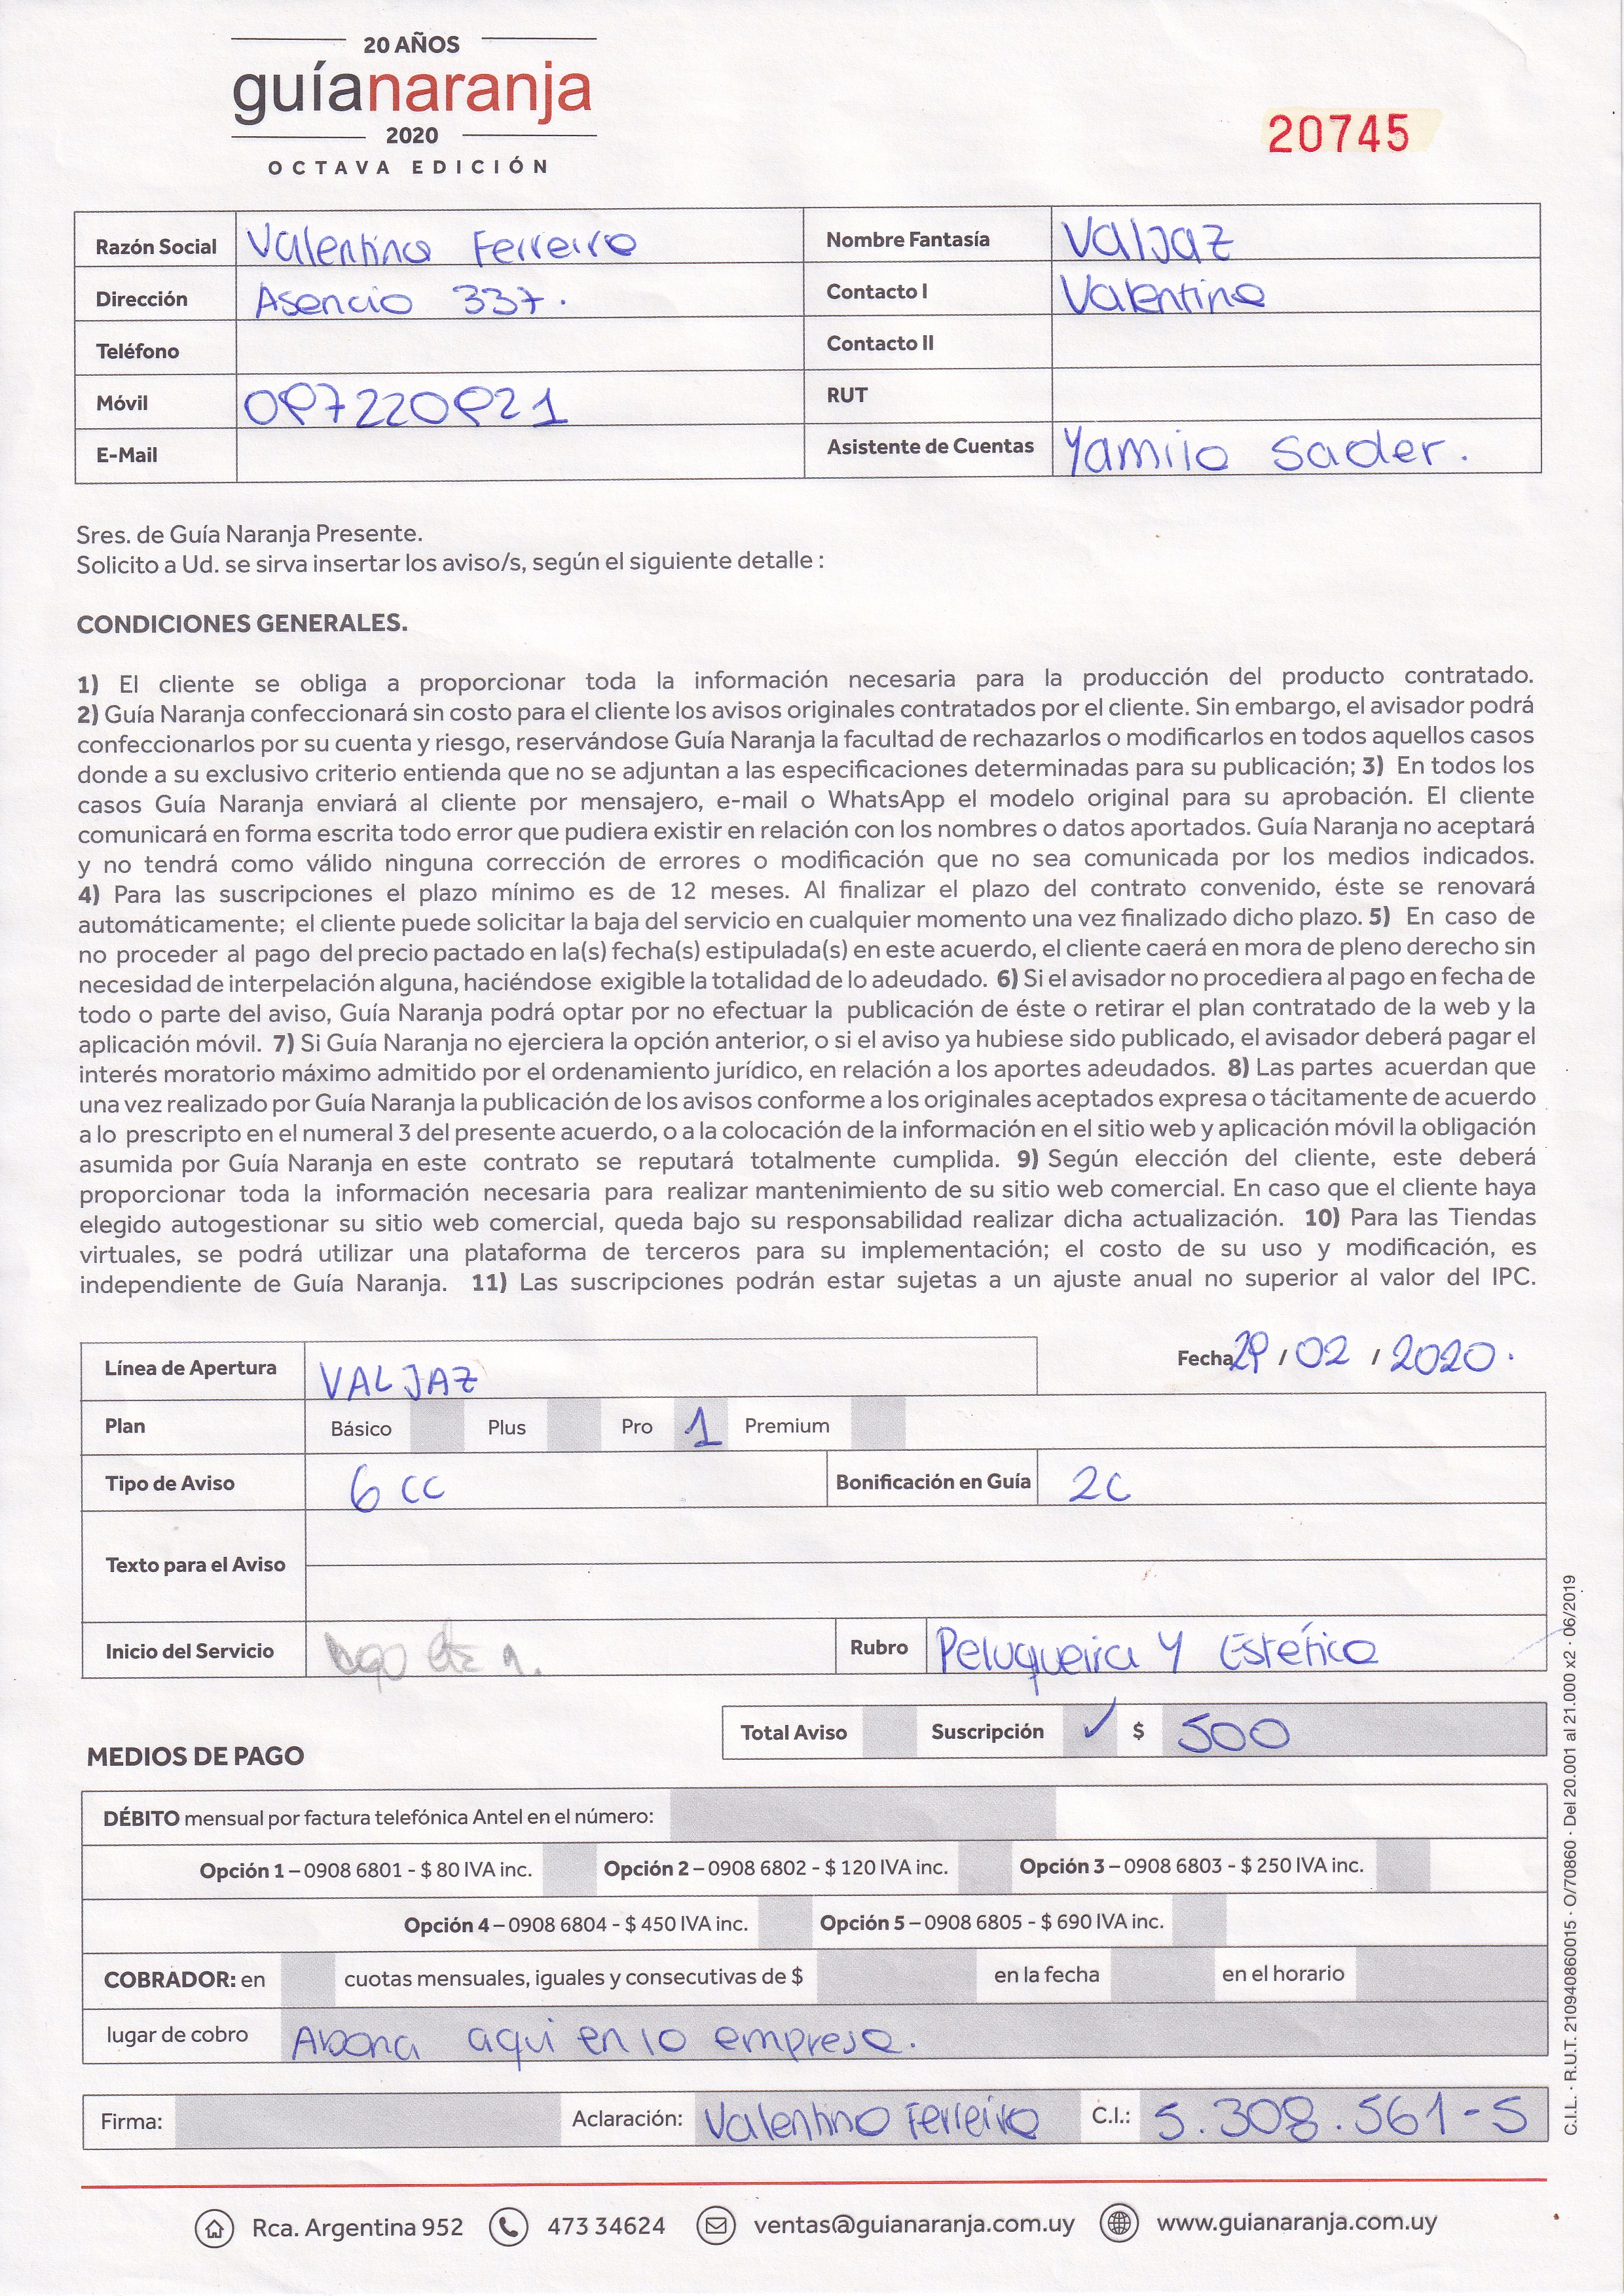 20 AÑOS
guíanaranja
2020
OCTAVA EDICIÓN
20745
Razón Social Valentina Ferreira Nombre Fantasía Valjaz
Dirección Asencio 337. Contacto I Valentina
Teléfono Contacto II
Móvil 097220921 RUT
E-Mail Asistente de Cuentas Yamila Sader.
Sres. de Guía Naranja Presente.
Solicito a Ud. se sirva insertar los aviso/s, según el siguiente detalle :
CONDICIONES GENERALES.
1) El cliente se obliga a proporcionar toda la información necesaria para la producción del producto contratado.
2) Guía Naranja confeccionará sin costo para el cliente los avisos originales contratados por el cliente. Sin embargo, el avisador podrá
confeccionarlos por su cuenta y riesgo, reservándose Guía Naranja la facultad de rechazarlos o modificarlos en todos aquellos casos
donde a su exclusivo criterio entienda que no se adjuntan a las especificaciones determinadas para su publicación; 3) En todos los
casos Guía Naranja enviará al cliente por mensajero, e-mail o WhatsApp el modelo original para su aprobación. El cliente
comunicará en forma escrita todo error que pudiera existir en relación con los nombres o datos aportados. Guía Naranja no aceptará
y no tendrá como válido ninguna corrección de errores o modificación que no sea comunicada por los medios indicados.
4) Para las suscripciones el plazo mínimo es de 12 meses. Al finalizar el plazo del contrato convenido, éste se renovará
automáticamente; el cliente puede solicitar la baja del servicio en cualquier momento una vez finalizado dicho plazo. 5) En caso de
no proceder al pago del precio pactado en la(s) fecha(s) estipulada(s) en este acuerdo, el cliente caerá en mora de pleno derecho sin
necesidad de interpelación alguna, haciéndose exigible la totalidad de lo adeudado. 6) Si el avisador no procediera al pago en fecha de
todo o parte del aviso, Guía Naranja podrá optar por no efectuar la publicación de éste o retirar el plan contratado de la web y la
aplicación móvil. 7) Si Guía Naranja no ejerciera la opción anterior, o si el aviso ya hubiese sido publicado, el avisador deberá pagar el
interés moratorio máximo admitido por el ordenamiento jurídico, en relación a los aportes adeudados. 8) Las partes acuerdan que
una vez realizado por Guía Naranja la publicación de los avisos conforme a los originales aceptados expresa o tácitamente de acuerdo
a lo prescripto en el numeral 3 del presente acuerdo, o a la colocación de la información en el sitio web y aplicación móvil la obligación
asumida por Guía Naranja en este contrato se reputará totalmente cumplida. 9) Según elección del cliente, este deberá
proporcionar toda la información necesaria para realizar mantenimiento de su sitio web comercial. En caso que el cliente haya
elegido autogestionar su sitio web comercial, queda bajo su responsabilidad realizar dicha actualización. 10) Para las Tiendas
virtuales, se podrá utilizar una plataforma de terceros para su implementación; el costo de su uso y modificación, es
independiente de Guía Naranja. 11) Las suscripciones podrán estar sujetas a un ajuste anual no superior al valor del IPC.
Línea de Apertura VALJAZ Fecha 29 / 02 / 2020.
Plan Básico Plus Pro 1 Premium
Tipo de Aviso 6 cc Bonificación en Guía 2C
Texto para el Aviso
Inicio del Servicio Rubro Peluqueira Y Estética
Total Aviso Suscripción ✓ $ 500
MEDIOS DE PAGO
DÉBITO mensual por factura telefónica Antel en el número:
Opción 1 – 0908 6801 - $ 80 IVA inc. Opción 2 – 0908 6802 - $ 120 IVA inc. Opción 3 – 0908 6803 - $ 250 IVA inc.
Opción 4 – 0908 6804 - $ 450 IVA inc. Opción 5 – 0908 6805 - $ 690 IVA inc.
COBRADOR: en cuotas mensuales, iguales y consecutivas de $ en la fecha en el horario
lugar de cobro Abona aqui en la empresa.
Firma: Aclaración: Valentina Ferreira C.I.: 5.308.561-5
Rca. Argentina 952 473 34624 ventas@guianaranja.com.uy www.guianaranja.com.uy
C.I.L. · R.U.T. 210940860015 · O/70860 · Del 20.001 al 21.000 x2 · 06/2019